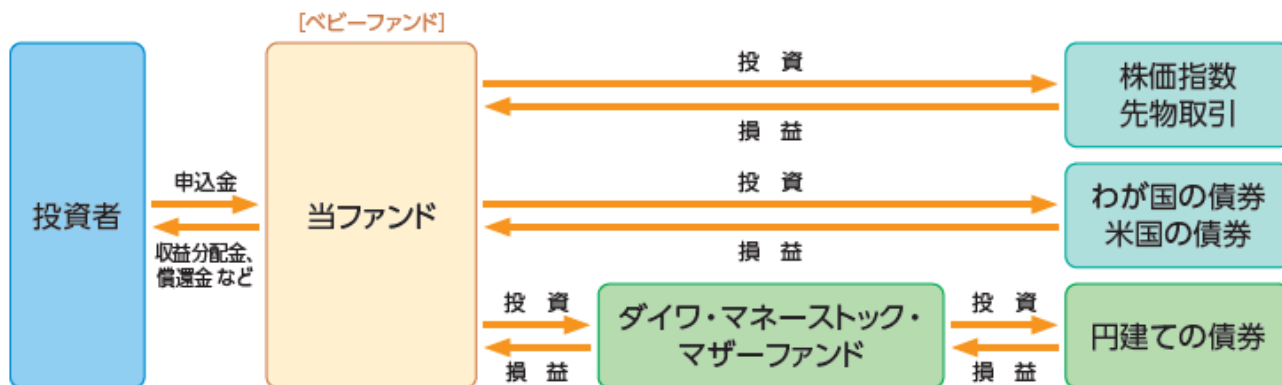 [ベビーファンド]
投資者
申込金
収益分配金、
償還金 など
当ファンド
投 資
損 益
株価指数
先物取引
投 資
損 益
わが国の債券
米国の債券
投 資
損 益
ダイワ・マネーストック・
マザーファンド
投 資
損 益
円建ての債券